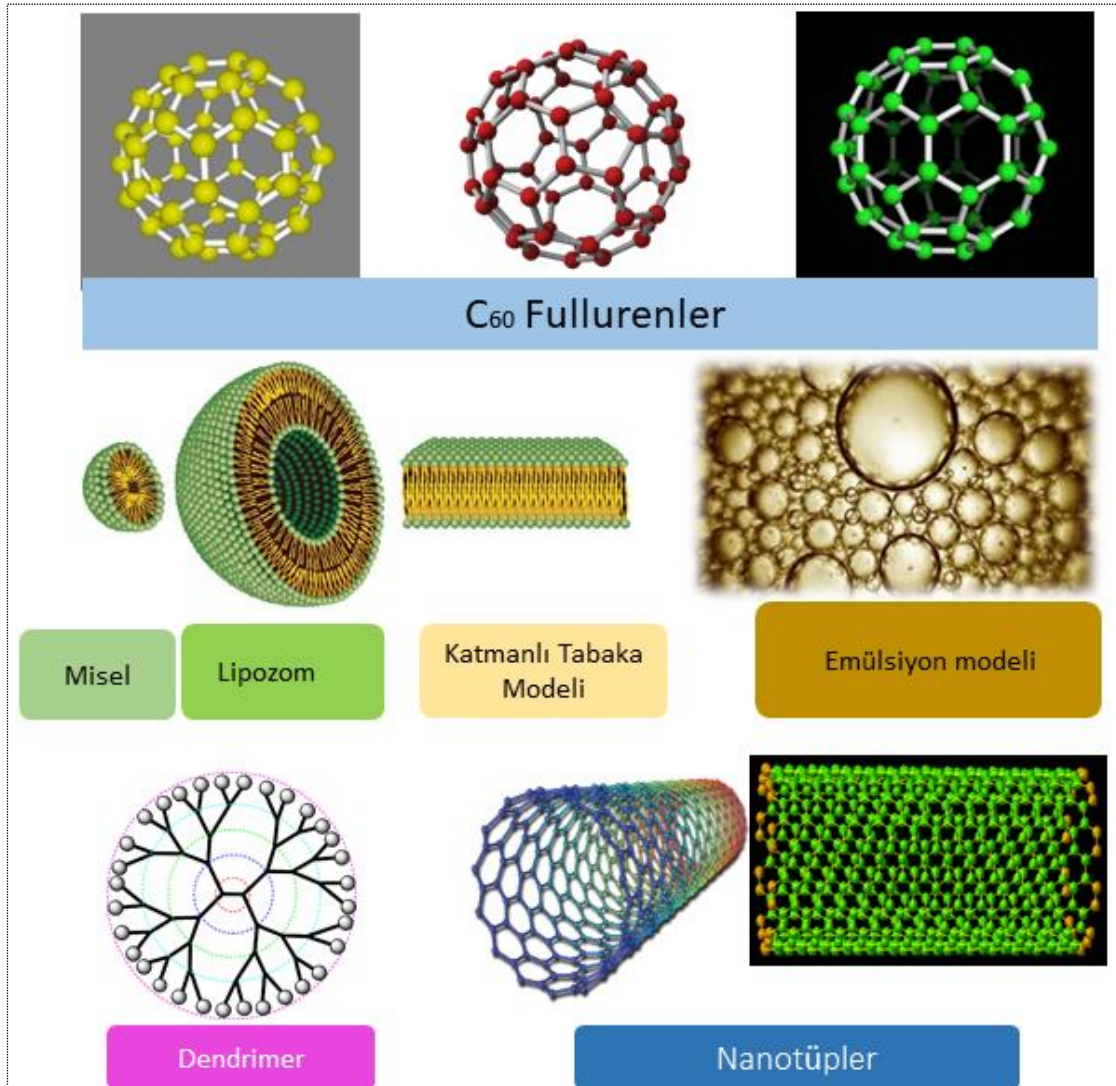 C₆₀ Fullurenler
Misel
Lipozom
Katmanlı Tabaka
Modeli
Emülsiyon modeli
Dendrimer
Nanotüpler